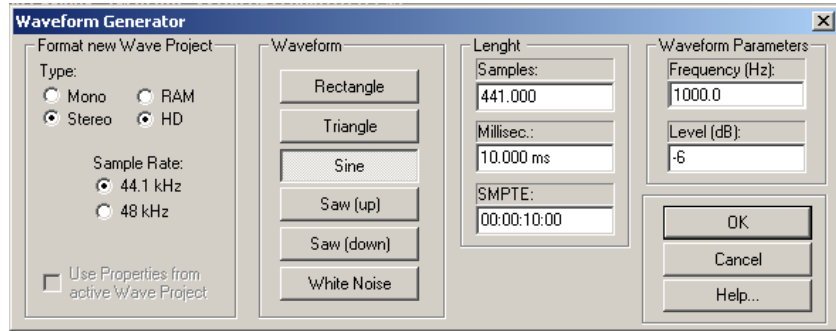 Waveform Generator
Format new Wave Project
Type:
Mono RAM
Stereo HD
Sample Rate:
44.1 kHz
48 kHz
Use Properties from
active Wave Project
Waveform
Rectangle
Triangle
Sine
Saw (up)
Saw (down)
White Noise
Lenght
Samples:
441.000
Millisec.:
10.000 ms
SMPTE:
00:00:10:00
Waveform Parameters
Frequency (Hz):
1000.0
Level (dB):
-6
OK
Cancel
Help...